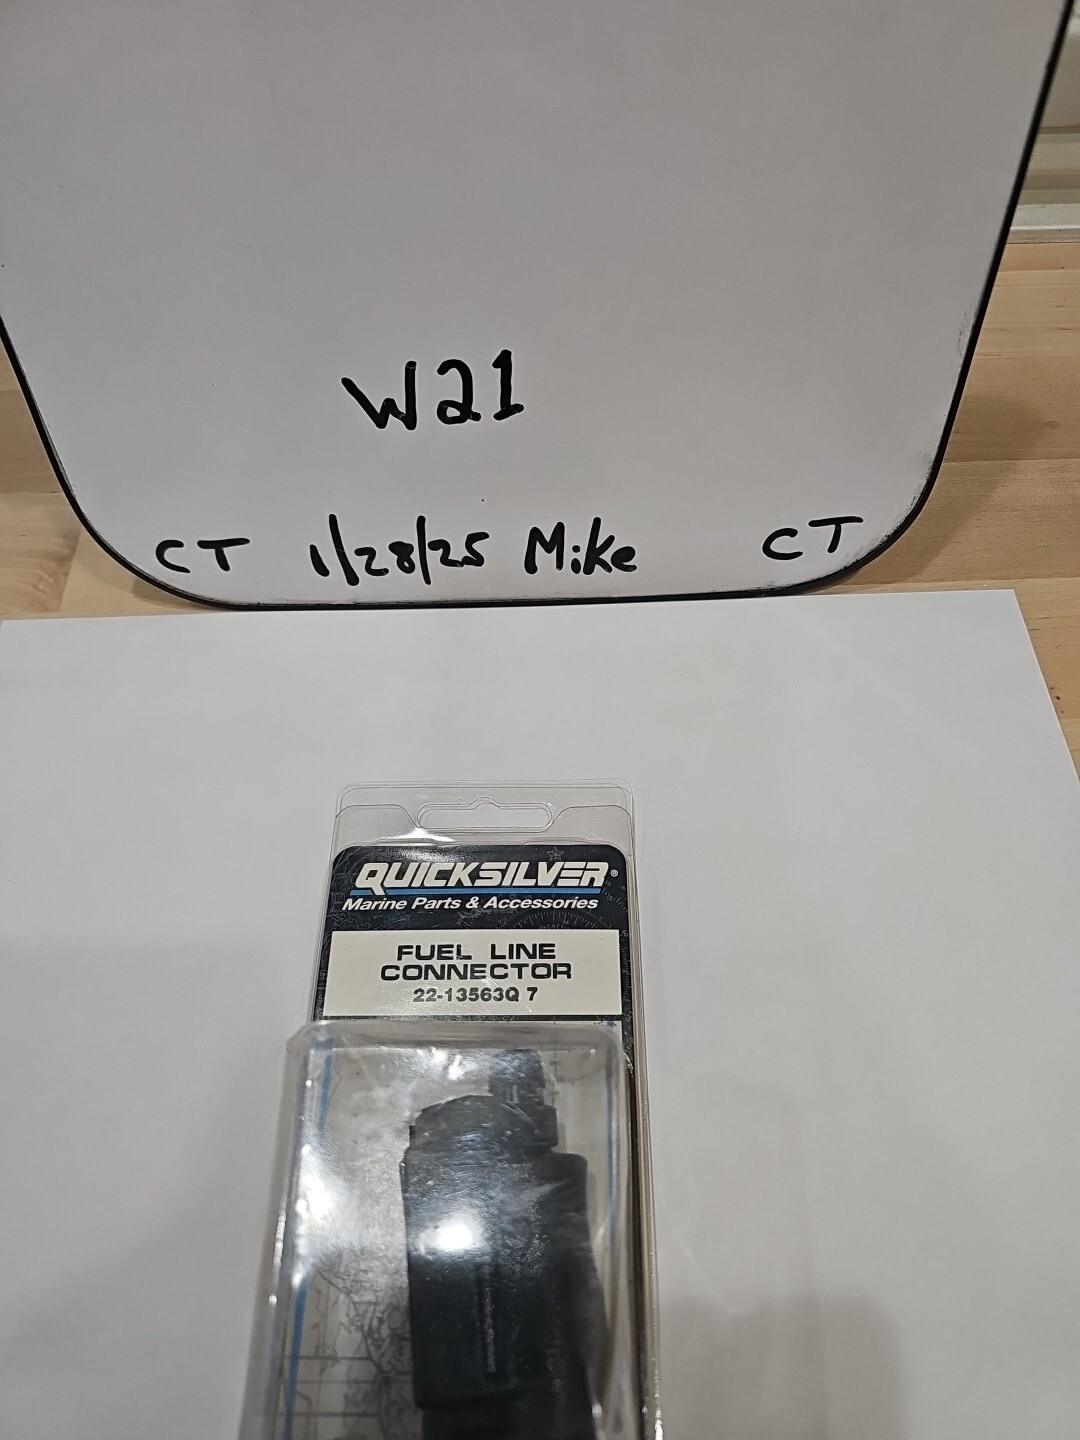 W21
CT 1/28/25 Mike CT
QUICKSILVER®
Marine Parts & Accessories
FUEL LINE
CONNECTOR
22-13563Q 7